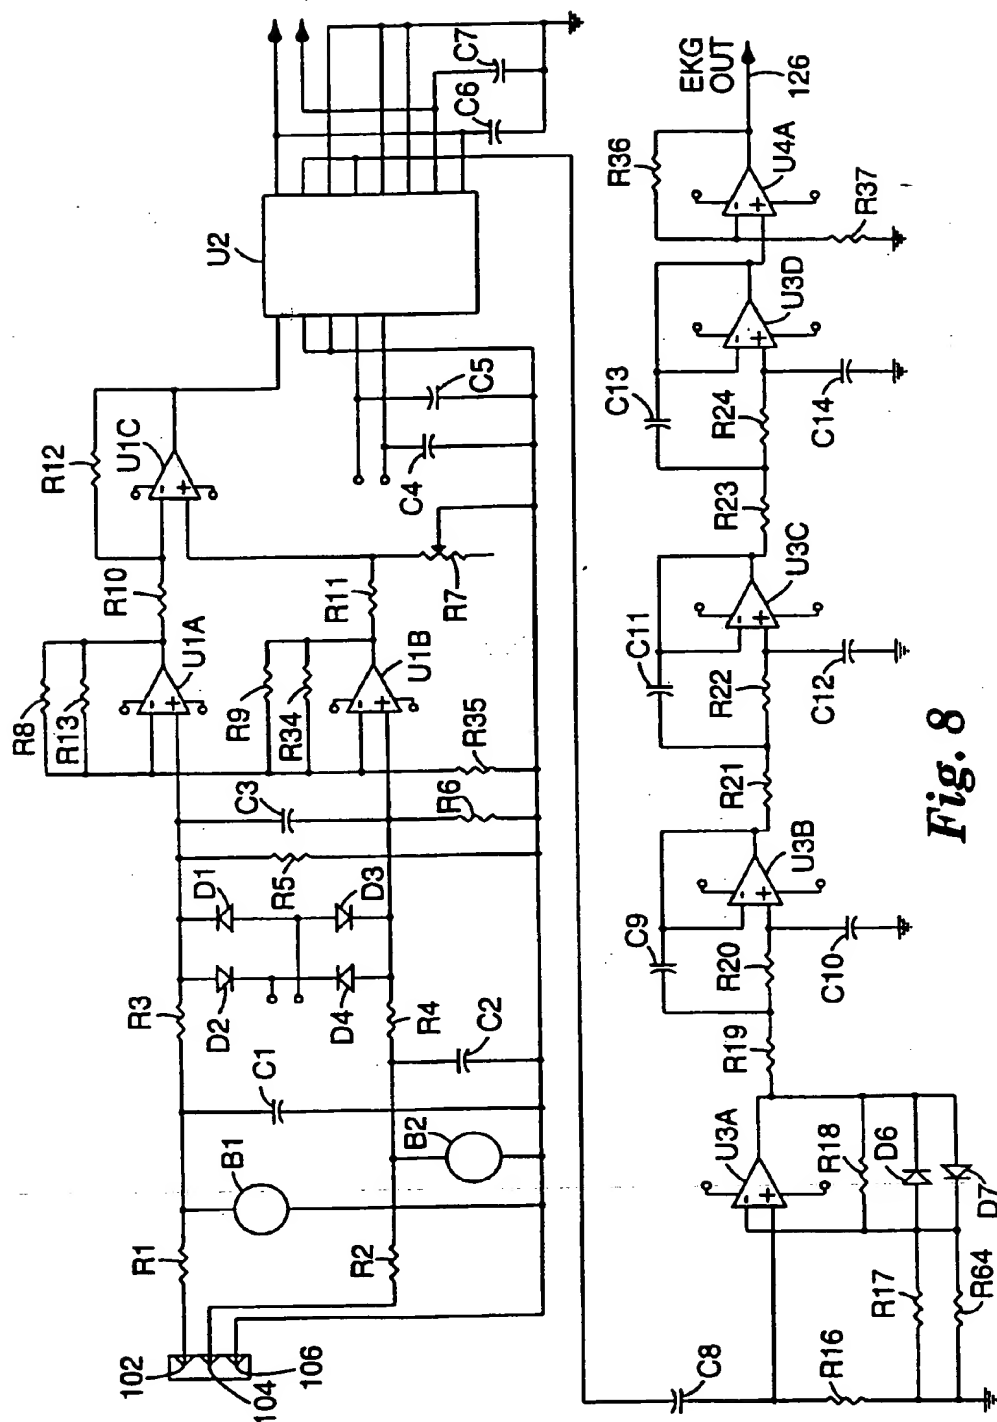 102
104
106
R1
B1
R2
B2
C1
R3
D2
D1
D4
D3
R4
C2
R5
C3
R6
R35
R8
R13
U1A
R9
R34
U1B
R10
R11
R7
R12
U1C
C4
C5
U2
C6
C7
C8
R16
R17
R64
U3A
R18
D6
D7
R19
C9
R20
C10
U3B
R21
C11
R22
C12
U3C
R23
C13
R24
C14
U3D
R36
U4A
R37
EKG
OUT
126
Fig. 8